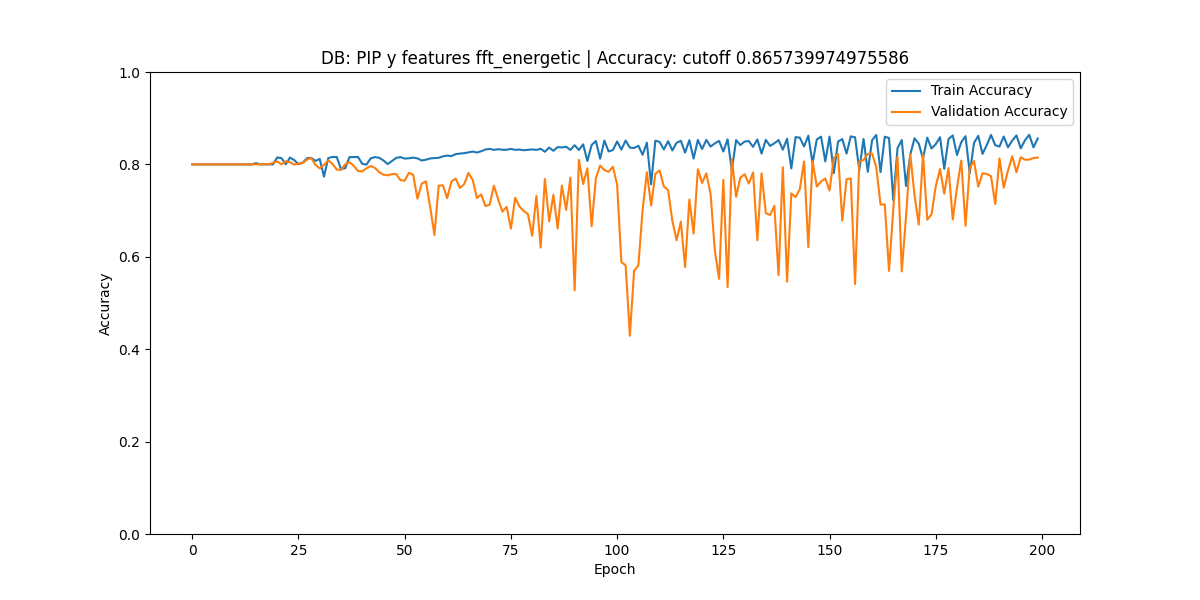 DB: PIP y features fft_energetic | Accuracy: cutoff 0.865739974975586
Train Accuracy
Validation Accuracy
Accuracy
1.0
0.8
0.6
0.4
0.2
0.0
0 25 50 75 100 125 150 175 200
Epoch